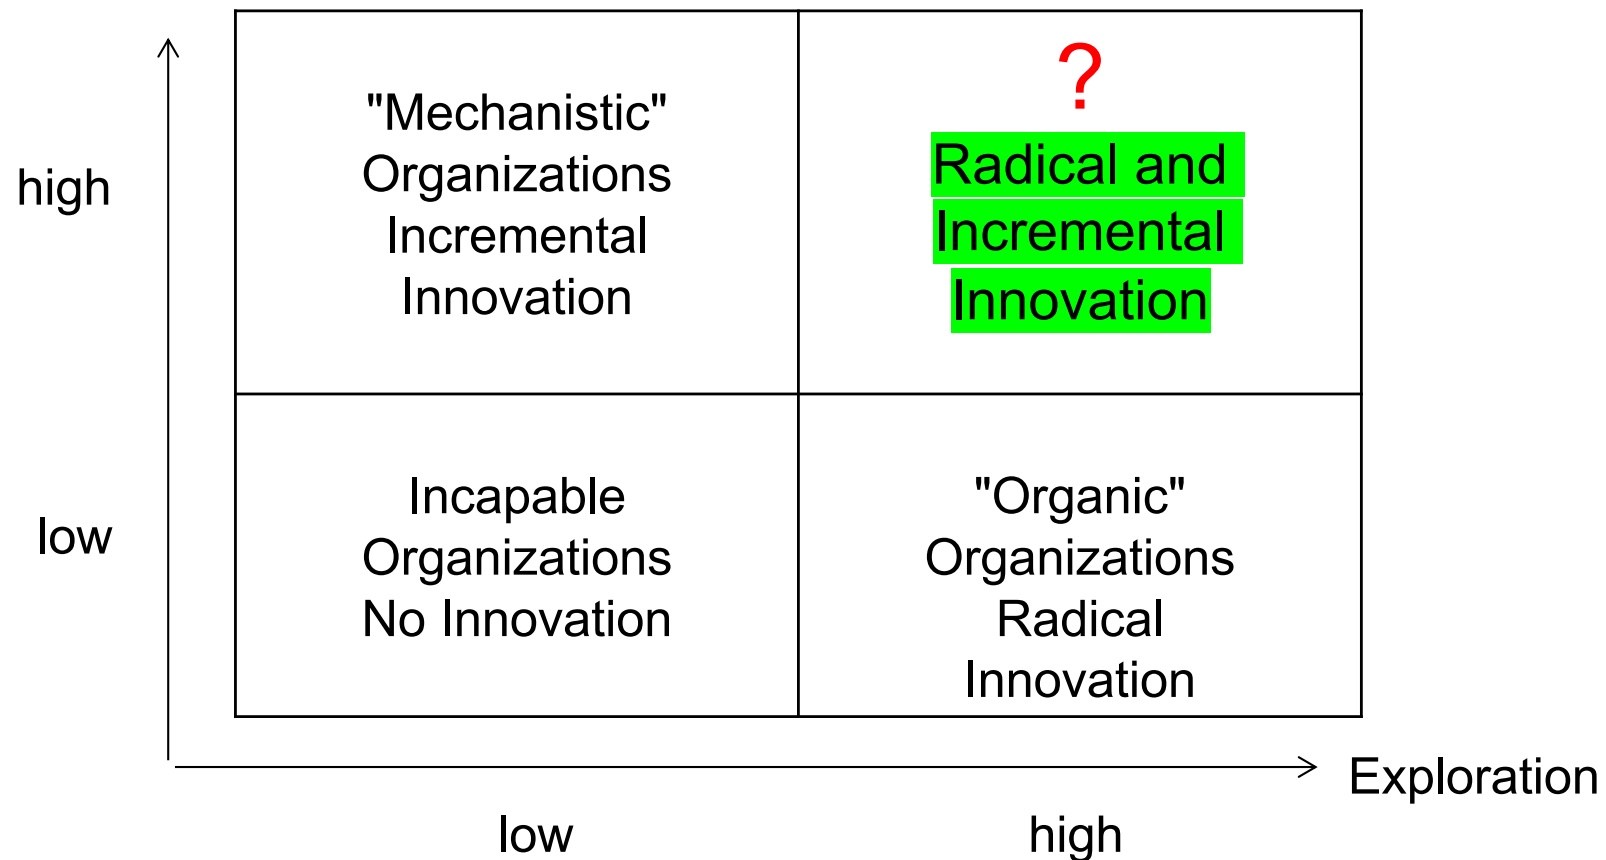 high
"Mechanistic"
Organizations
Incremental
Innovation
?
Radical and
Incremental
Innovation
low
Incapable
Organizations
No Innovation
"Organic"
Organizations
Radical
Innovation
Exploration
low
high